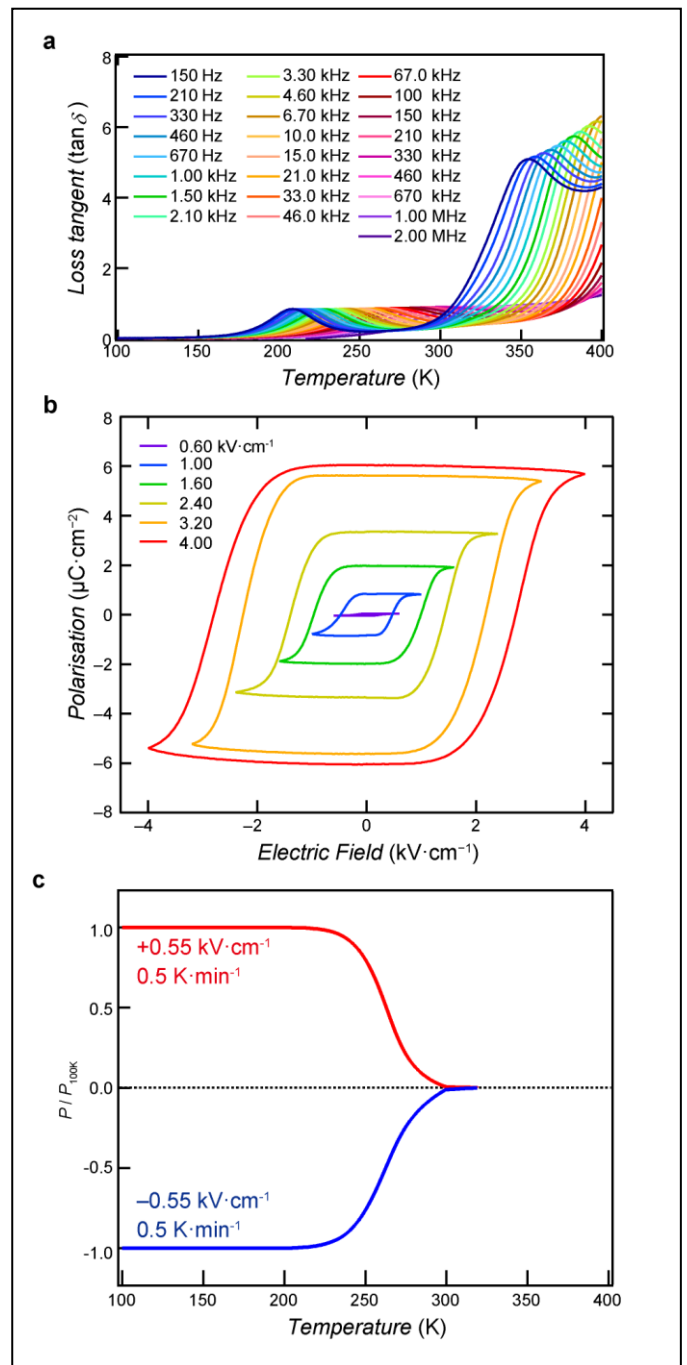 a
8
6
4
2
0
Loss tangent (tanδ)
150 Hz 3.30 kHz 67.0 kHz
210 Hz 4.60 kHz 100 kHz
330 Hz 6.70 kHz 150 kHz
460 Hz 10.0 kHz 210 kHz
670 Hz 15.0 kHz 330 kHz
1.00 kHz 21.0 kHz 460 kHz
1.50 kHz 33.0 kHz 670 kHz
2.10 kHz 46.0 kHz 1.00 MHz
2.00 MHz
100 150 200 250 300 350 400
Temperature (K)
b
8
6
4
2
0
−2
−4
−6
−8
Polarisation (μC·cm⁻²)
0.60 kV·cm⁻¹
1.00
1.60
2.40
3.20
4.00
−4 −2 0 2 4
Electric Field (kV·cm⁻¹)
c
1.0
0.5
0.0
-0.5
-1.0
P / P100K
+0.55 kV·cm⁻¹
0.5 K·min⁻¹
−0.55 kV·cm⁻¹
0.5 K·min⁻¹
100 150 200 250 300 350 400
Temperature (K)